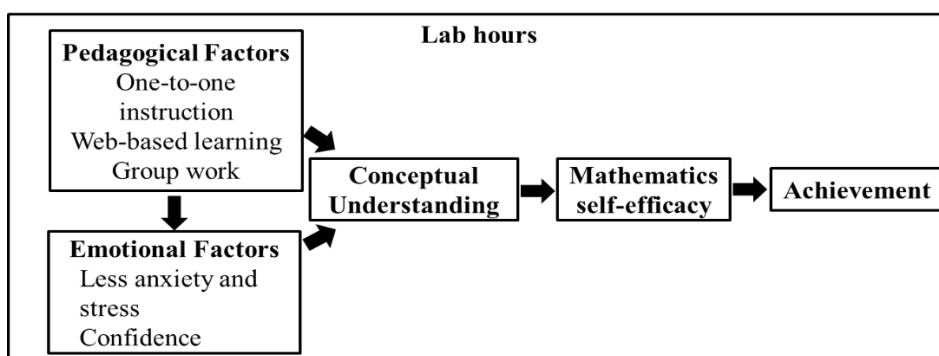 Lab hours
Pedagogical Factors
One-to-one
instruction
Web-based learning
Group work
Conceptual
Understanding
Mathematics
self-efficacy
Achievement
Emotional Factors
Less anxiety and
stress
Confidence